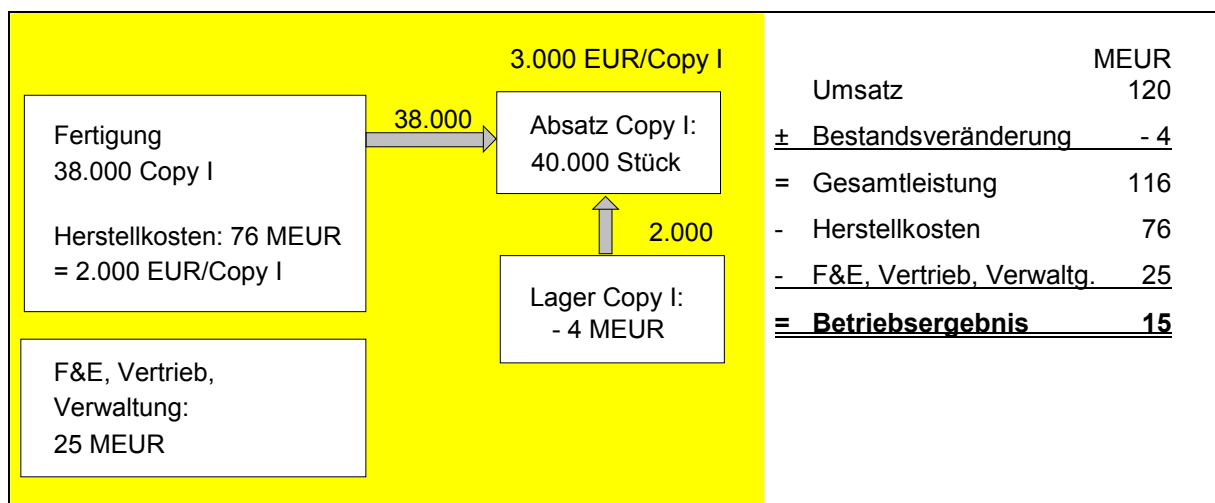 3.000 EUR/Copy I
Fertigung
38.000 Copy I
Herstellkosten: 76 MEUR
= 2.000 EUR/Copy I
38.000
Absatz Copy I:
40.000 Stück
2.000
Lager Copy I:
- 4 MEUR
F&E, Vertrieb,
Verwaltung:
25 MEUR
MEUR
Umsatz 120
± Bestandsveränderung - 4
= Gesamtleistung 116
- Herstellkosten 76
- F&E, Vertrieb, Verwaltg. 25
= Betriebsergebnis 15